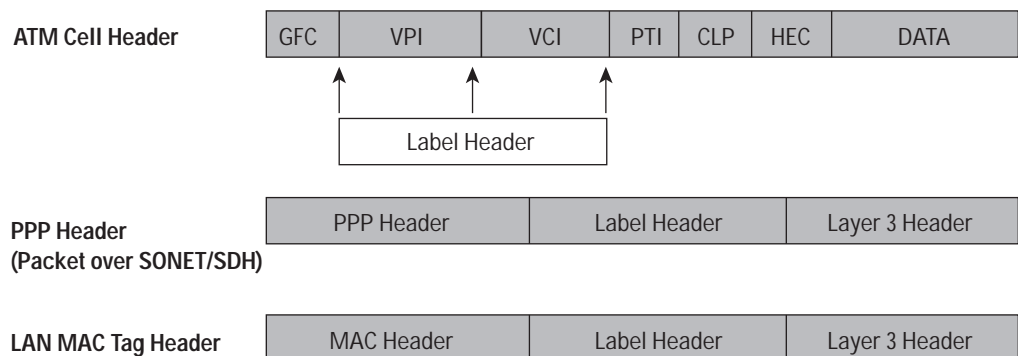 ATM Cell Header GFC VPI VCI PTI CLP HEC DATA
Label Header
PPP Header
(Packet over SONET/SDH)
PPP Header Label Header Layer 3 Header
LAN MAC Tag Header MAC Header Label Header Layer 3 Header